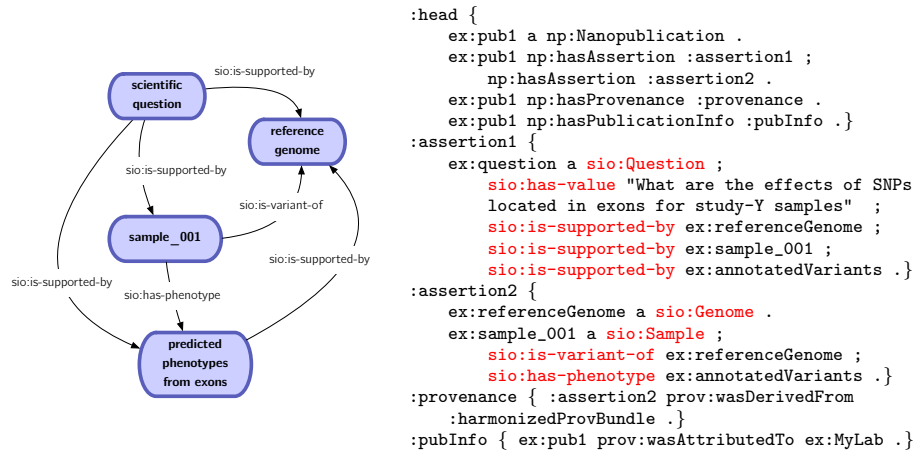 sio:is-supported-by
scientific
question
reference
genome
sio:is-supported-by
sio:is-variant-of
sample_001
sio:is-supported-by
sio:is-supported-by
sio:has-phenotype
predicted
phenotypes
from exons
:head {
ex:pub1 a np:Nanopublication .
ex:pub1 np:hasAssertion :assertion1 ;
np:hasAssertion :assertion2 .
ex:pub1 np:hasProvenance :provenance .
ex:pub1 np:hasPublicationInfo :pubInfo .}
:assertion1 {
ex:question a sio:Question ;
sio:has-value "What are the effects of SNPs
located in exons for study-Y samples"  ;
sio:is-supported-by ex:referenceGenome ;
sio:is-supported-by ex:sample_001 ;
sio:is-supported-by ex:annotatedVariants .}
:assertion2 {
ex:referenceGenome a sio:Genome .
ex:sample_001 a sio:Sample ;
sio:is-variant-of ex:referenceGenome ;
sio:has-phenotype ex:annotatedVariants .}
:provenance { :assertion2 prov:wasDerivedFrom
:harmonizedProvBundle .}
:pubInfo { ex:pub1 prov:wasAttributedTo ex:MyLab .}